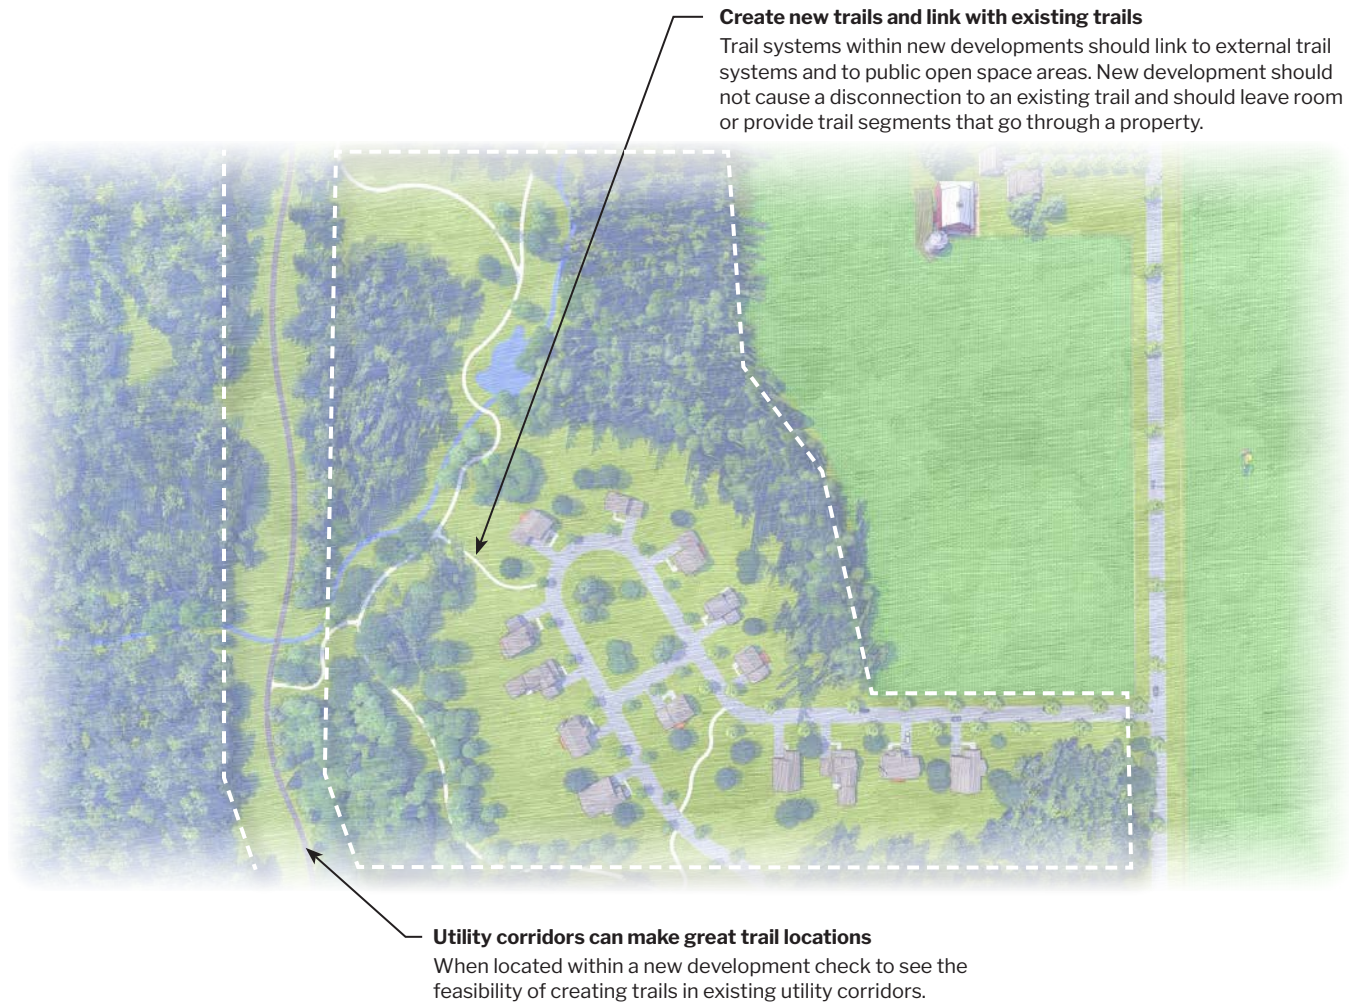 Create new trails and link with existing trails
Trail systems within new developments should link to external trail
systems and to public open space areas. New development should
not cause a disconnection to an existing trail and should leave room
or provide trail segments that go through a property.
Utility corridors can make great trail locations
When located within a new development check to see the
feasibility of creating trails in existing utility corridors.